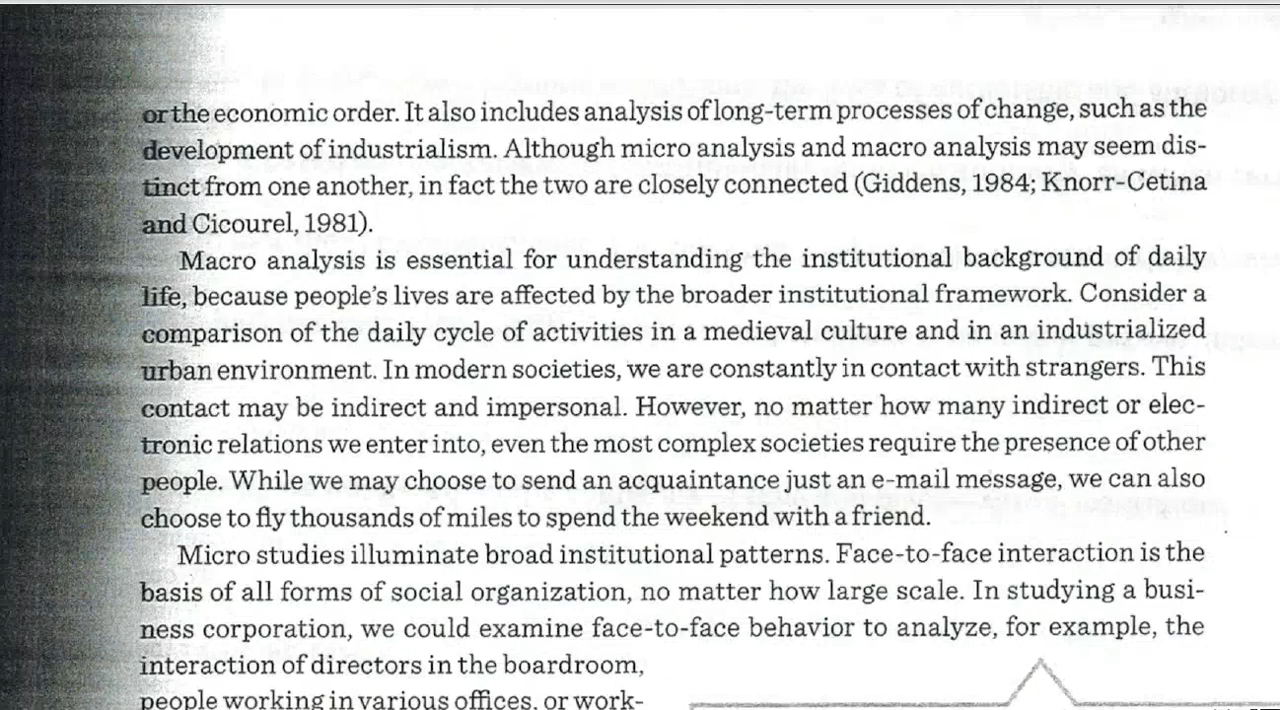 or the economic order. It also includes analysis of long-term processes of change, such as the
development of industrialism. Although micro analysis and macro analysis may seem dis-
tinct from one another, in fact the two are closely connected (Giddens, 1984; Knorr-Cetina
and Cicourel, 1981).
Macro analysis is essential for understanding the institutional background of daily
life, because people's lives are affected by the broader institutional framework. Consider a
comparison of the daily cycle of activities in a medieval culture and in an industrialized
urban environment. In modern societies, we are constantly in contact with strangers. This
contact may be indirect and impersonal. However, no matter how many indirect or elec-
tronic relations we enter into, even the most complex societies require the presence of other
people. While we may choose to send an acquaintance just an e-mail message, we can also
choose to fly thousands of miles to spend the weekend with a friend.
Micro studies illuminate broad institutional patterns. Face-to-face interaction is the
basis of all forms of social organization, no matter how large scale. In studying a busi-
ness corporation, we could examine face-to-face behavior to analyze, for example, the
interaction of directors in the boardroom,
people working in various offices, or work-